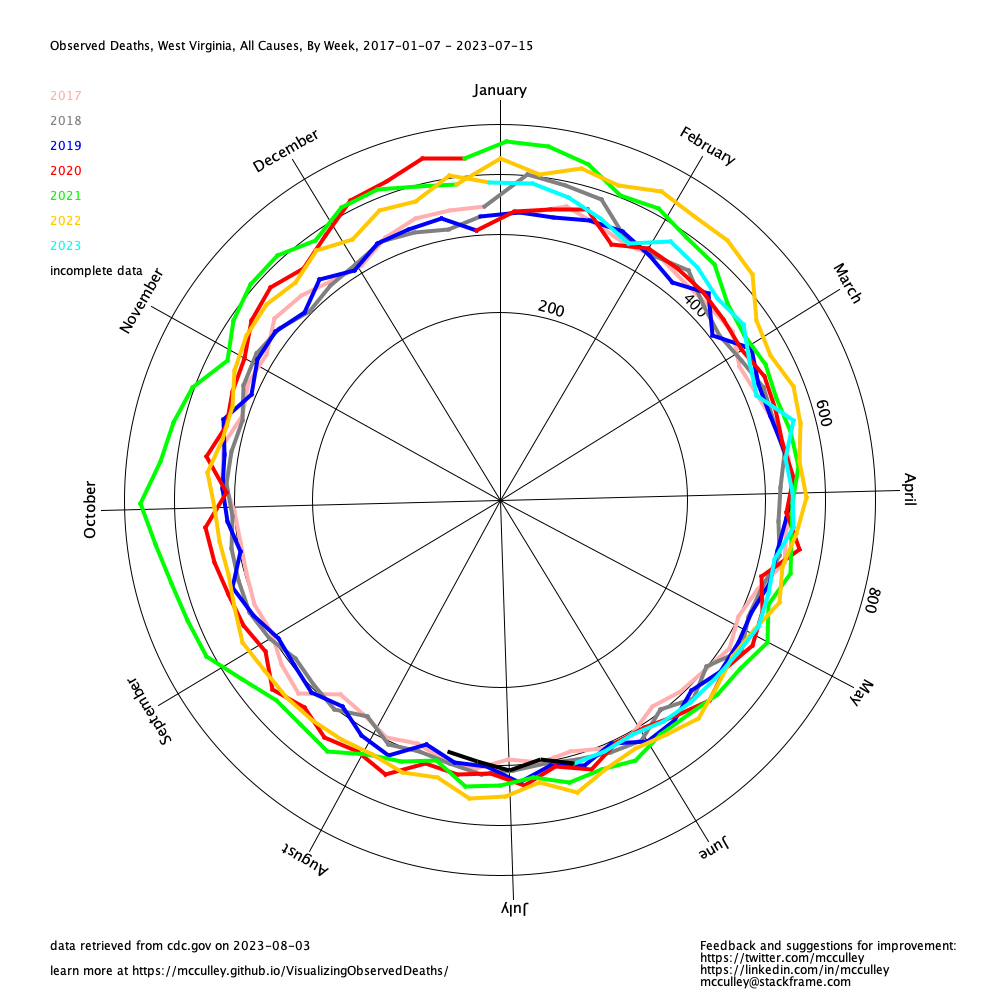 Observed Deaths, West Virginia, All Causes, By Week, 2017-01-07 - 2023-07-15
January
2017
2018
2019
2020
2021
2022
2023
incomplete data
December
February
November
March
200
400
600
October
April
800
September
May
August
June
July
data retrieved from cdc.gov on 2023-08-03
learn more at https://mcculley.github.io/VisualizingObservedDeaths/
Feedback and suggestions for improvement:
https://twitter.com/mcculley
https://linkedin.com/in/mcculley
mcculley@stackframe.com